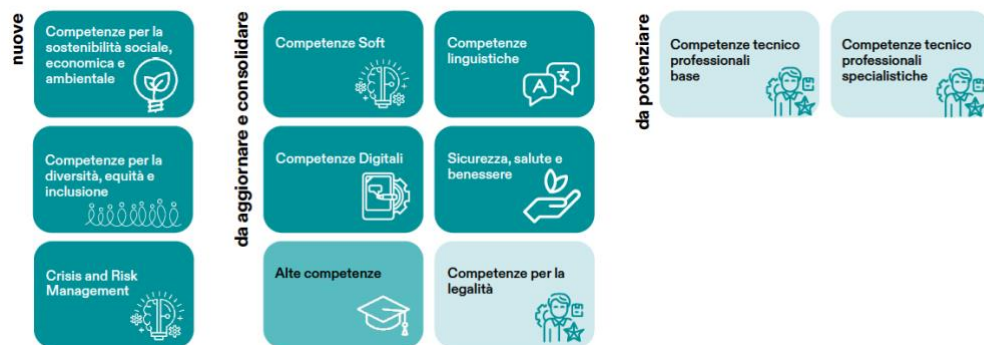 nuove
Competenze per la
sostenibilità sociale,
economica e
ambientale
Competenze per la
diversità, equità e
inclusione
Crisis and Risk
Management
da aggiornare e consolidare
Competenze Soft
Competenze
linguistiche
A 文
Competenze Digitali
Sicurezza, salute e
benessere
Alte competenze
Competenze per la
legalità
da potenziare
Competenze tecnico
professionali
base
Competenze tecnico
professionali
specialistiche